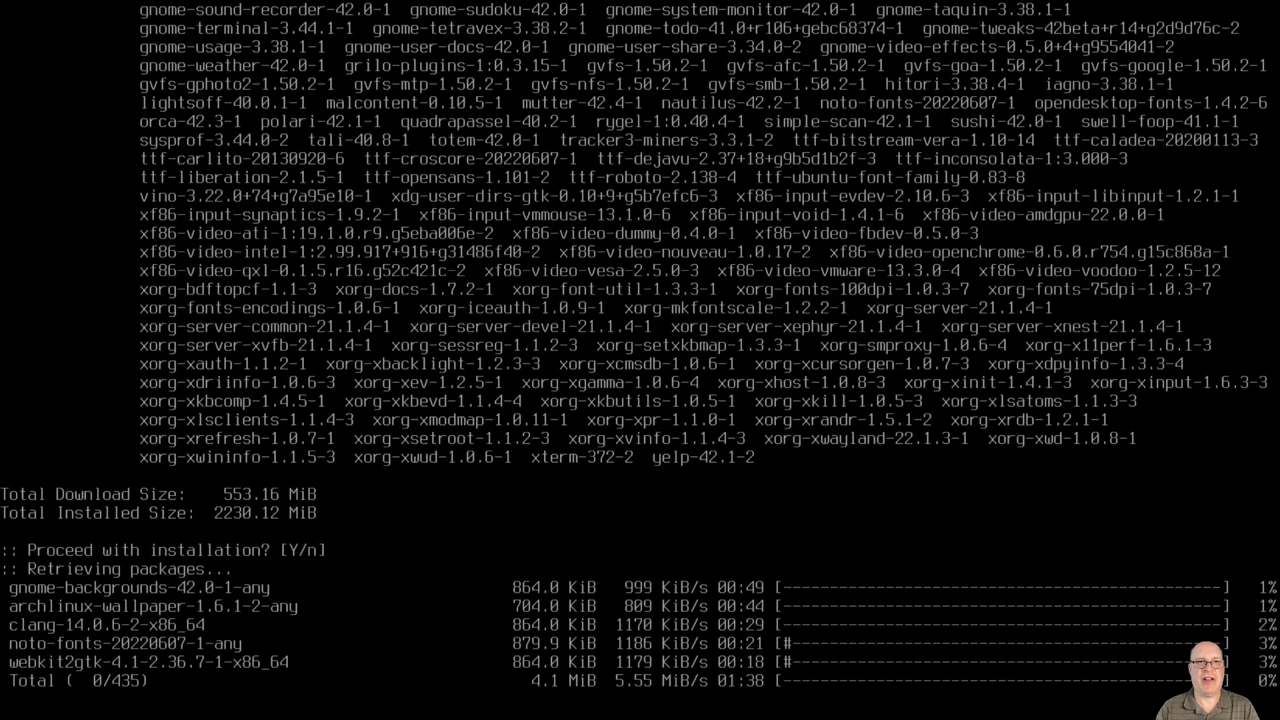 gnome-sound-recorder-42.0-1  gnome-sudoku-42.0-1  gnome-system-monitor-42.0-1  gnome-taquin-3.38.1-1
gnome-terminal-3.44.1-1  gnome-tetravex-3.38.2-1  gnome-todo-41.0+r106+gebc68374-1  gnome-tweaks-42beta+r14+g2d9d76c-2
gnome-usage-3.38.1-1  gnome-user-docs-42.0-1  gnome-user-share-3.34.0-2  gnome-video-effects-0.5.0+4+g9554041-2
gnome-weather-42.0-1  grilo-plugins-1:0.3.15-1  gvfs-1.50.2-1  gvfs-afc-1.50.2-1  gvfs-goa-1.50.2-1  gvfs-google-1.50.2-1
gvfs-gphoto2-1.50.2-1  gvfs-mtp-1.50.2-1  gvfs-nfs-1.50.2-1  gvfs-smb-1.50.2-1  hitori-3.38.4-1  iagno-3.38.1-1
lightsoff-40.0.1-1  malcontent-0.10.5-1  mutter-42.4-1  nautilus-42.2-1  noto-fonts-20220607-1  opendesktop-fonts-1.4.2-6
orca-42.3-1  polari-42.1-1  quadrapassel-40.2-1  rygel-1:0.40.4-1  simple-scan-42.1-1  sushi-42.0-1  swell-foop-41.1-1
sysprof-3.44.0-2  tali-40.8-1  totem-42.0-1  tracker3-miners-3.3.1-2  ttf-bitstream-vera-1.10-14  ttf-caladea-20200113-3
ttf-carlito-20130920-6  ttf-croscore-20220607-1  ttf-dejavu-2.37+18+g9b5d1b2f-3  ttf-inconsolata-1:3.000-3
ttf-liberation-2.1.5-1  ttf-opensans-1.101-2  ttf-roboto-2.138-4  ttf-ubuntu-font-family-0.83-8
vino-3.22.0+74+g7a95e10-1  xdg-user-dirs-gtk-0.10+9+g5b7efc6-3  xf86-input-evdev-2.10.6-3  xf86-input-libinput-1.2.1-1
xf86-input-synaptics-1.9.2-1  xf86-input-vmmouse-13.1.0-6  xf86-input-void-1.4.1-6  xf86-video-amdgpu-22.0.0-1
xf86-video-ati-1:19.1.0.r9.g5eba006e-2  xf86-video-dummy-0.4.0-1  xf86-video-fbdev-0.5.0-3
xf86-video-intel-1:2.99.917+916+g31486f40-2  xf86-video-nouveau-1.0.17-2  xf86-video-openchrome-0.6.0.r754.g15c868a-1
xf86-video-qxl-0.1.5.r16.g52c421c-2  xf86-video-vesa-2.5.0-3  xf86-video-vmware-13.3.0-4  xf86-video-voodoo-1.2.5-12
xorg-bdftopcf-1.1-3  xorg-docs-1.7.2-1  xorg-font-util-1.3.3-1  xorg-fonts-100dpi-1.0.3-7  xorg-fonts-75dpi-1.0.3-7
xorg-fonts-encodings-1.0.6-1  xorg-iceauth-1.0.9-1  xorg-mkfontscale-1.2.2-1  xorg-server-21.1.4-1
xorg-server-common-21.1.4-1  xorg-server-devel-21.1.4-1  xorg-server-xephyr-21.1.4-1  xorg-server-xnest-21.1.4-1
xorg-server-xvfb-21.1.4-1  xorg-sessreg-1.1.2-3  xorg-setxkbmap-1.3.3-1  xorg-smproxy-1.0.6-4  xorg-x11perf-1.6.1-3
xorg-xauth-1.1.2-1  xorg-xbacklight-1.2.3-3  xorg-xcmsdb-1.0.6-1  xorg-xcursorgen-1.0.7-3  xorg-xdpyinfo-1.3.3-4
xorg-xdriinfo-1.0.6-3  xorg-xev-1.2.5-1  xorg-xgamma-1.0.6-4  xorg-xhost-1.0.8-3  xorg-xinit-1.4.1-3  xorg-xinput-1.6.3-3
xorg-xkbcomp-1.4.5-1  xorg-xkbevd-1.1.4-4  xorg-xkbutils-1.0.5-1  xorg-xkill-1.0.5-3  xorg-xlsatoms-1.1.3-3
xorg-xlsclients-1.1.4-3  xorg-xmodmap-1.0.11-1  xorg-xpr-1.1.0-1  xorg-xrandr-1.5.1-2  xorg-xrdb-1.2.1-1
xorg-xrefresh-1.0.7-1  xorg-xsetroot-1.1.2-3  xorg-xvinfo-1.1.4-3  xorg-xwayland-22.1.3-1  xorg-xwd-1.0.8-1
xorg-xwininfo-1.1.5-3  xorg-xwud-1.0.6-1  xterm-372-2  yelp-42.1-2
Total Download Size:    553.16 MiB
Total Installed Size:  2230.12 MiB
:: Proceed with installation? [Y/n]
:: Retrieving packages...
gnome-backgrounds-42.0-1-any  864.0 KiB  999 KiB/s 00:49 [------------------------------------------------]  1%
archlinux-wallpaper-1.6.1-2-any  704.0 KiB  809 KiB/s 00:44 [------------------------------------------------]  1%
clang-14.0.6-2-x86_64  864.0 KiB  1170 KiB/s 00:29 [------------------------------------------------]  2%
noto-fonts-20220607-1-any  879.9 KiB  1186 KiB/s 00:21 [#-----------------------------------------------]  3%
webkit2gtk-4.1-2.36.7-1-x86_64  864.0 KiB  1179 KiB/s 00:18 [#-----------------------------------------------]  3%
Total (  0/435)  4.1 MiB  5.55 MiB/s 01:38 [------------------------------------------------]  0%